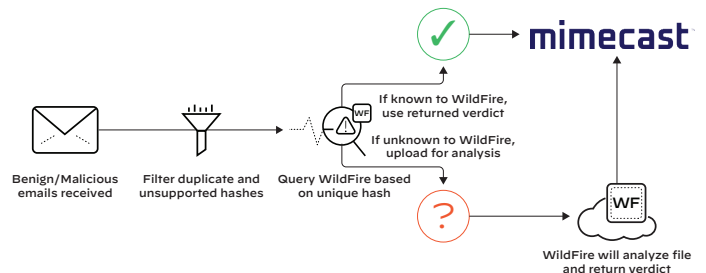 mimecast
WF
If known to WildFire,
use returned verdict
If unknown to WildFire,
upload for analysis
Benign/Malicious
emails received
Filter duplicate and
unsupported hashes
Query WildFire based
on unique hash
?
WF
WildFire will analyze file
and return verdict